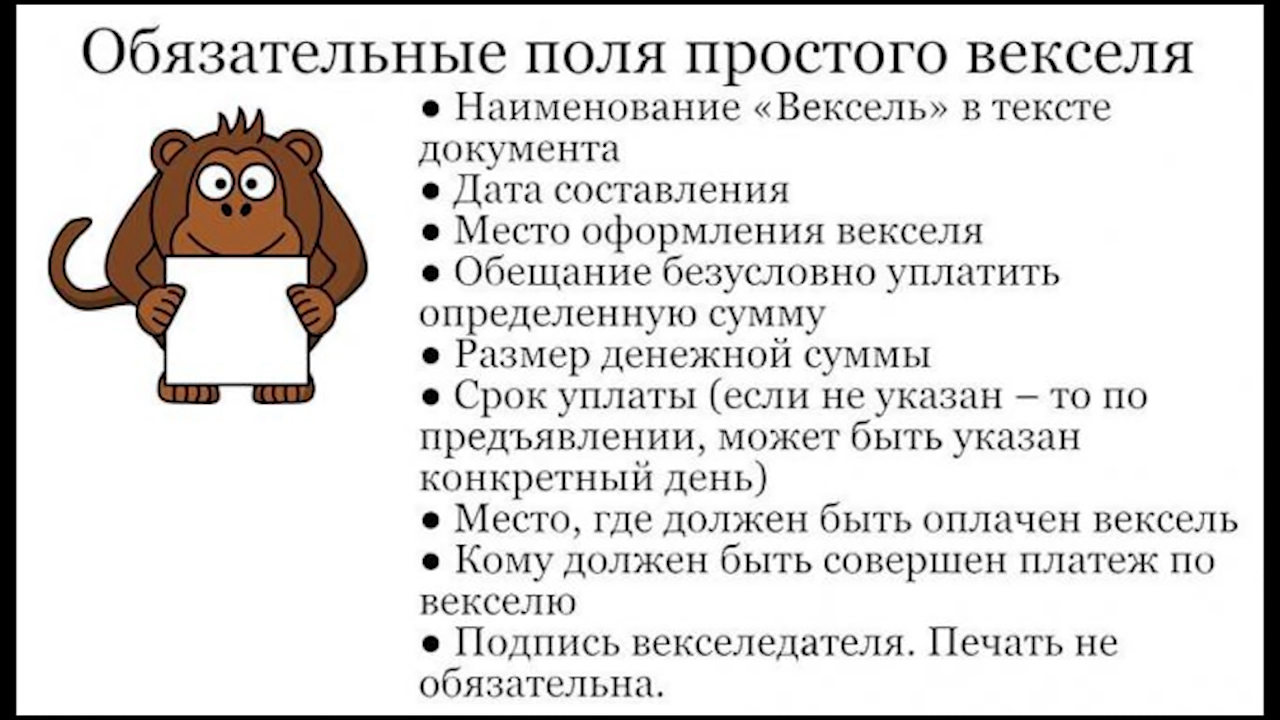 Обязательные поля простого векселя
● Наименование «Вексель» в тексте
документа
● Дата составления
● Место оформления векселя
● Обещание безусловно уплатить
определенную сумму
● Размер денежной суммы
● Срок уплаты (если не указан – то по
предъявлении, может быть указан
конкретный день)
● Место, где должен быть оплачен вексель
● Кому должен быть совершен платеж по
векселю
● Подпись векселедателя. Печать не
обязательна.